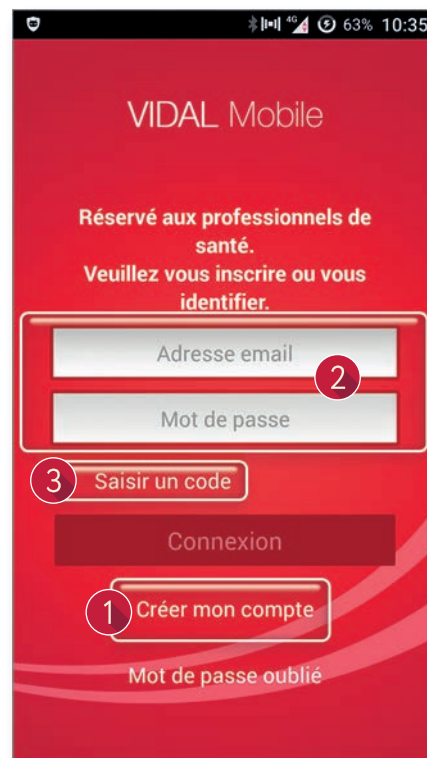 4G 63% 10:35
VIDAL Mobile
Réservé aux professionnels de
santé.
Veuillez vous inscrire ou vous
identifier.
Adresse email
2
Mot de passe
3 Saisir un code
Connexion
1 Créer mon compte
Mot de passe oublié